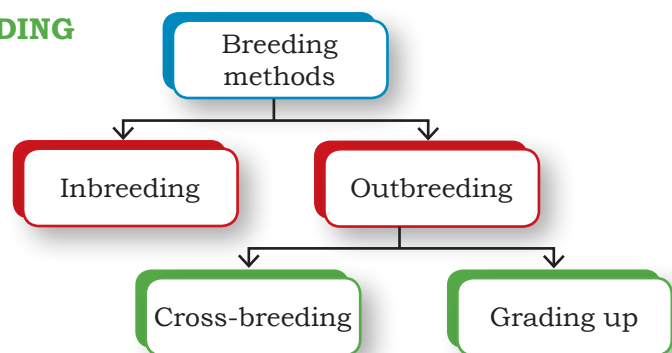 DING
Breeding
methods
Inbreeding
Outbreeding
Cross-breeding
Grading up